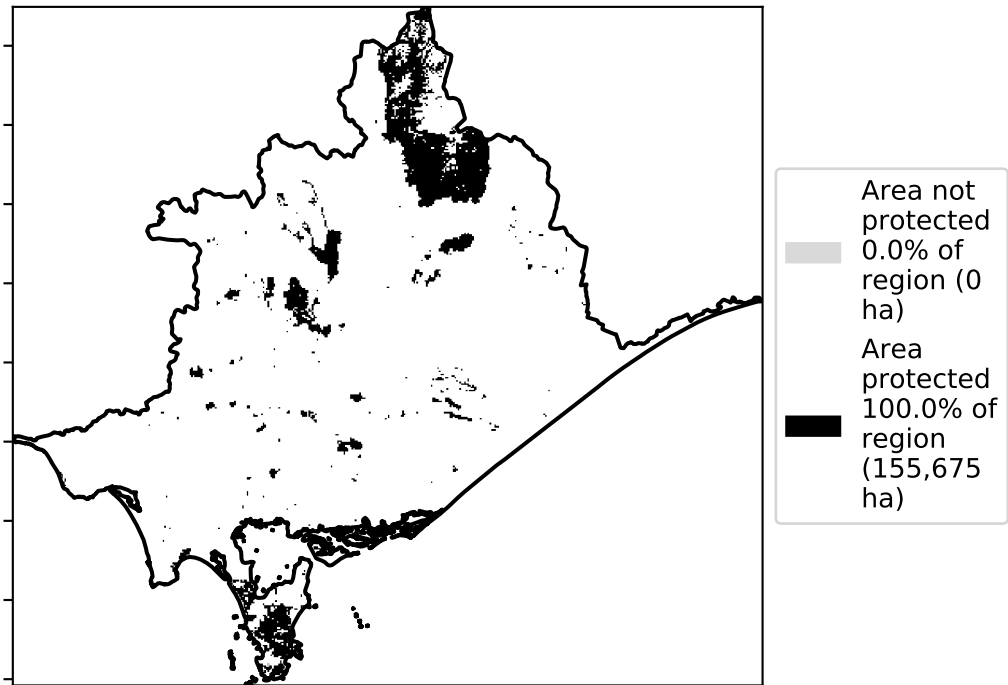 Area not
protected
0.0% of
region (0
ha)
Area
protected
100.0% of
region
(155,675
ha)